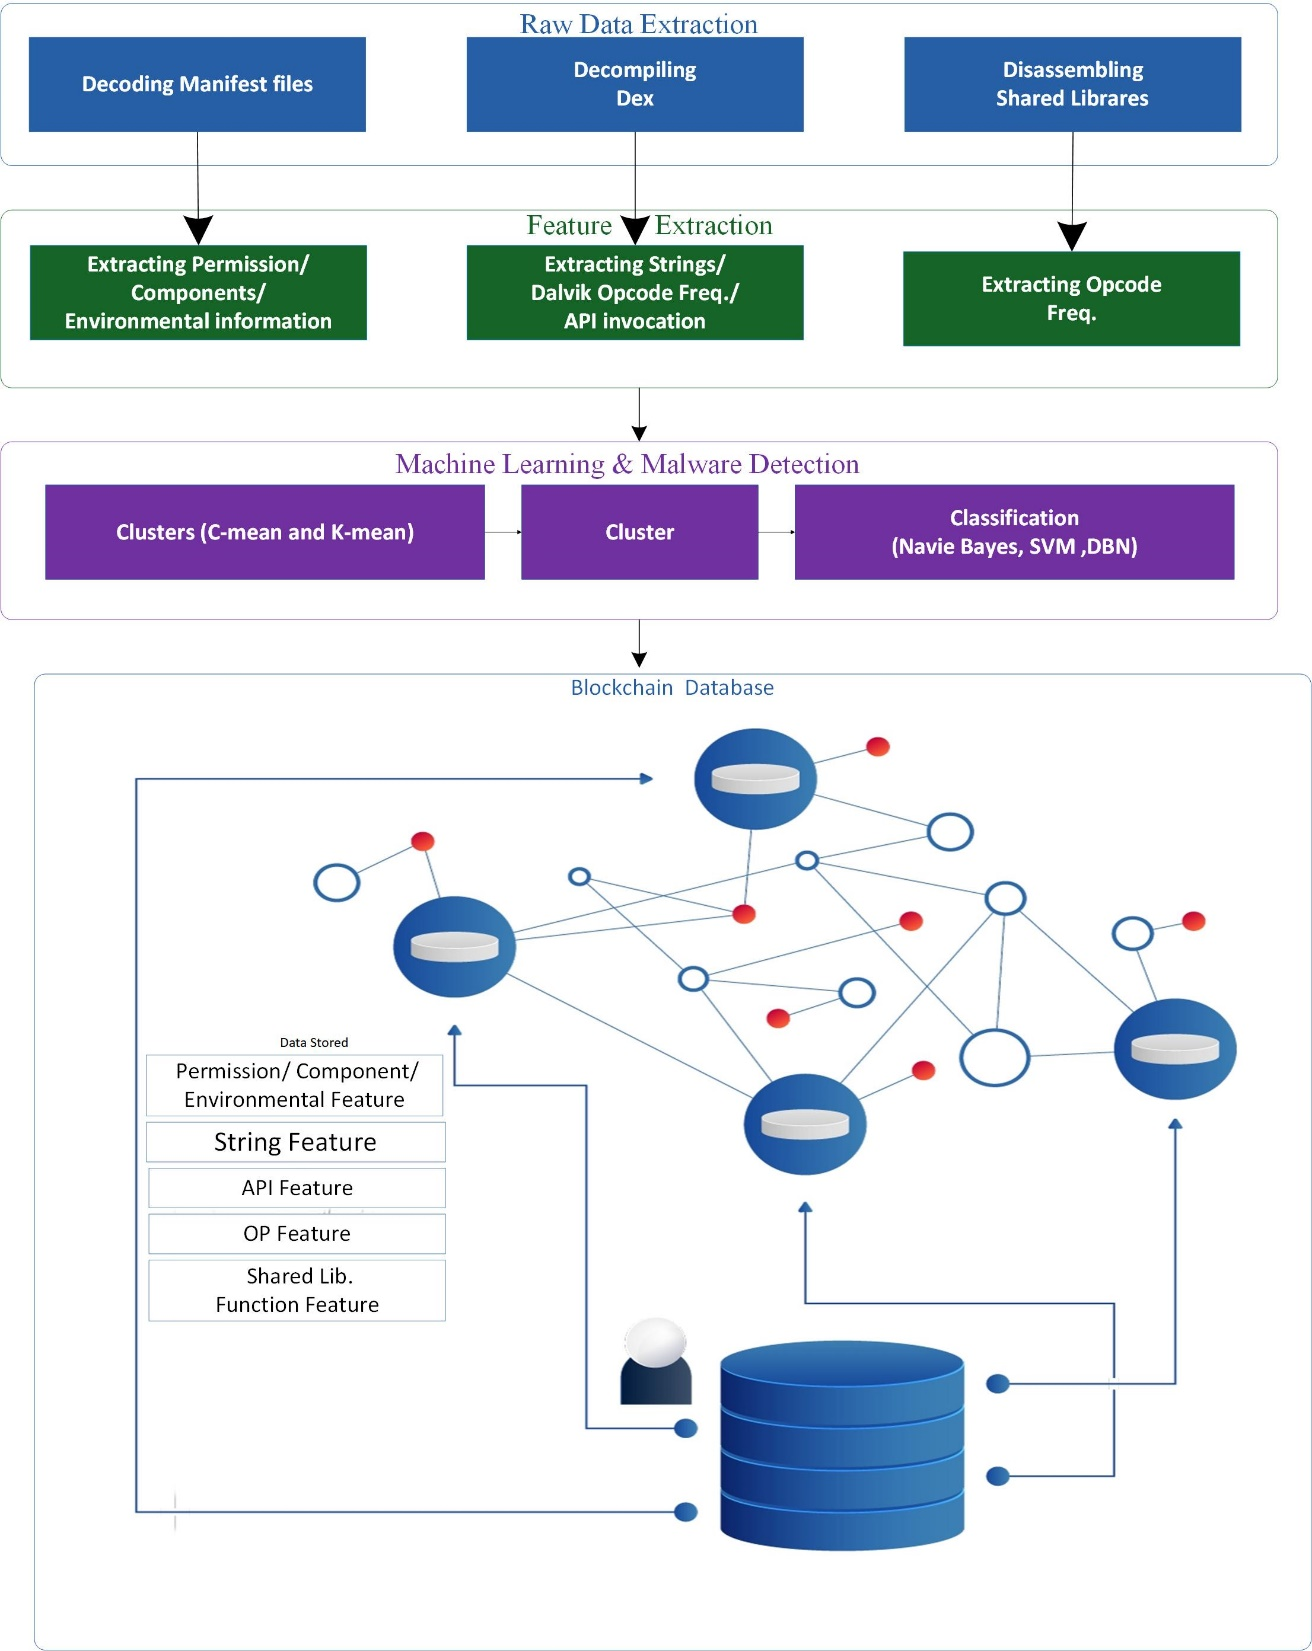 Raw Data Extraction
Decoding Manifest files
Decompiling
Dex
Disassembling
Shared Librares
Feature Extraction
Extracting Permission/
Components/
Environmental information
Extracting Strings/
Dalvik Opcode Freq./
API invocation
Extracting Opcode
Freq.
Machine Learning & Malware Detection
Clusters (C-mean and K-mean)
Cluster
Classification
(Navie Bayes, SVM ,DBN)
Blockchain Database
Data Stored
Permission/ Component/
Environmental Feature
String Feature
API Feature
OP Feature
Shared Lib.
Function Feature